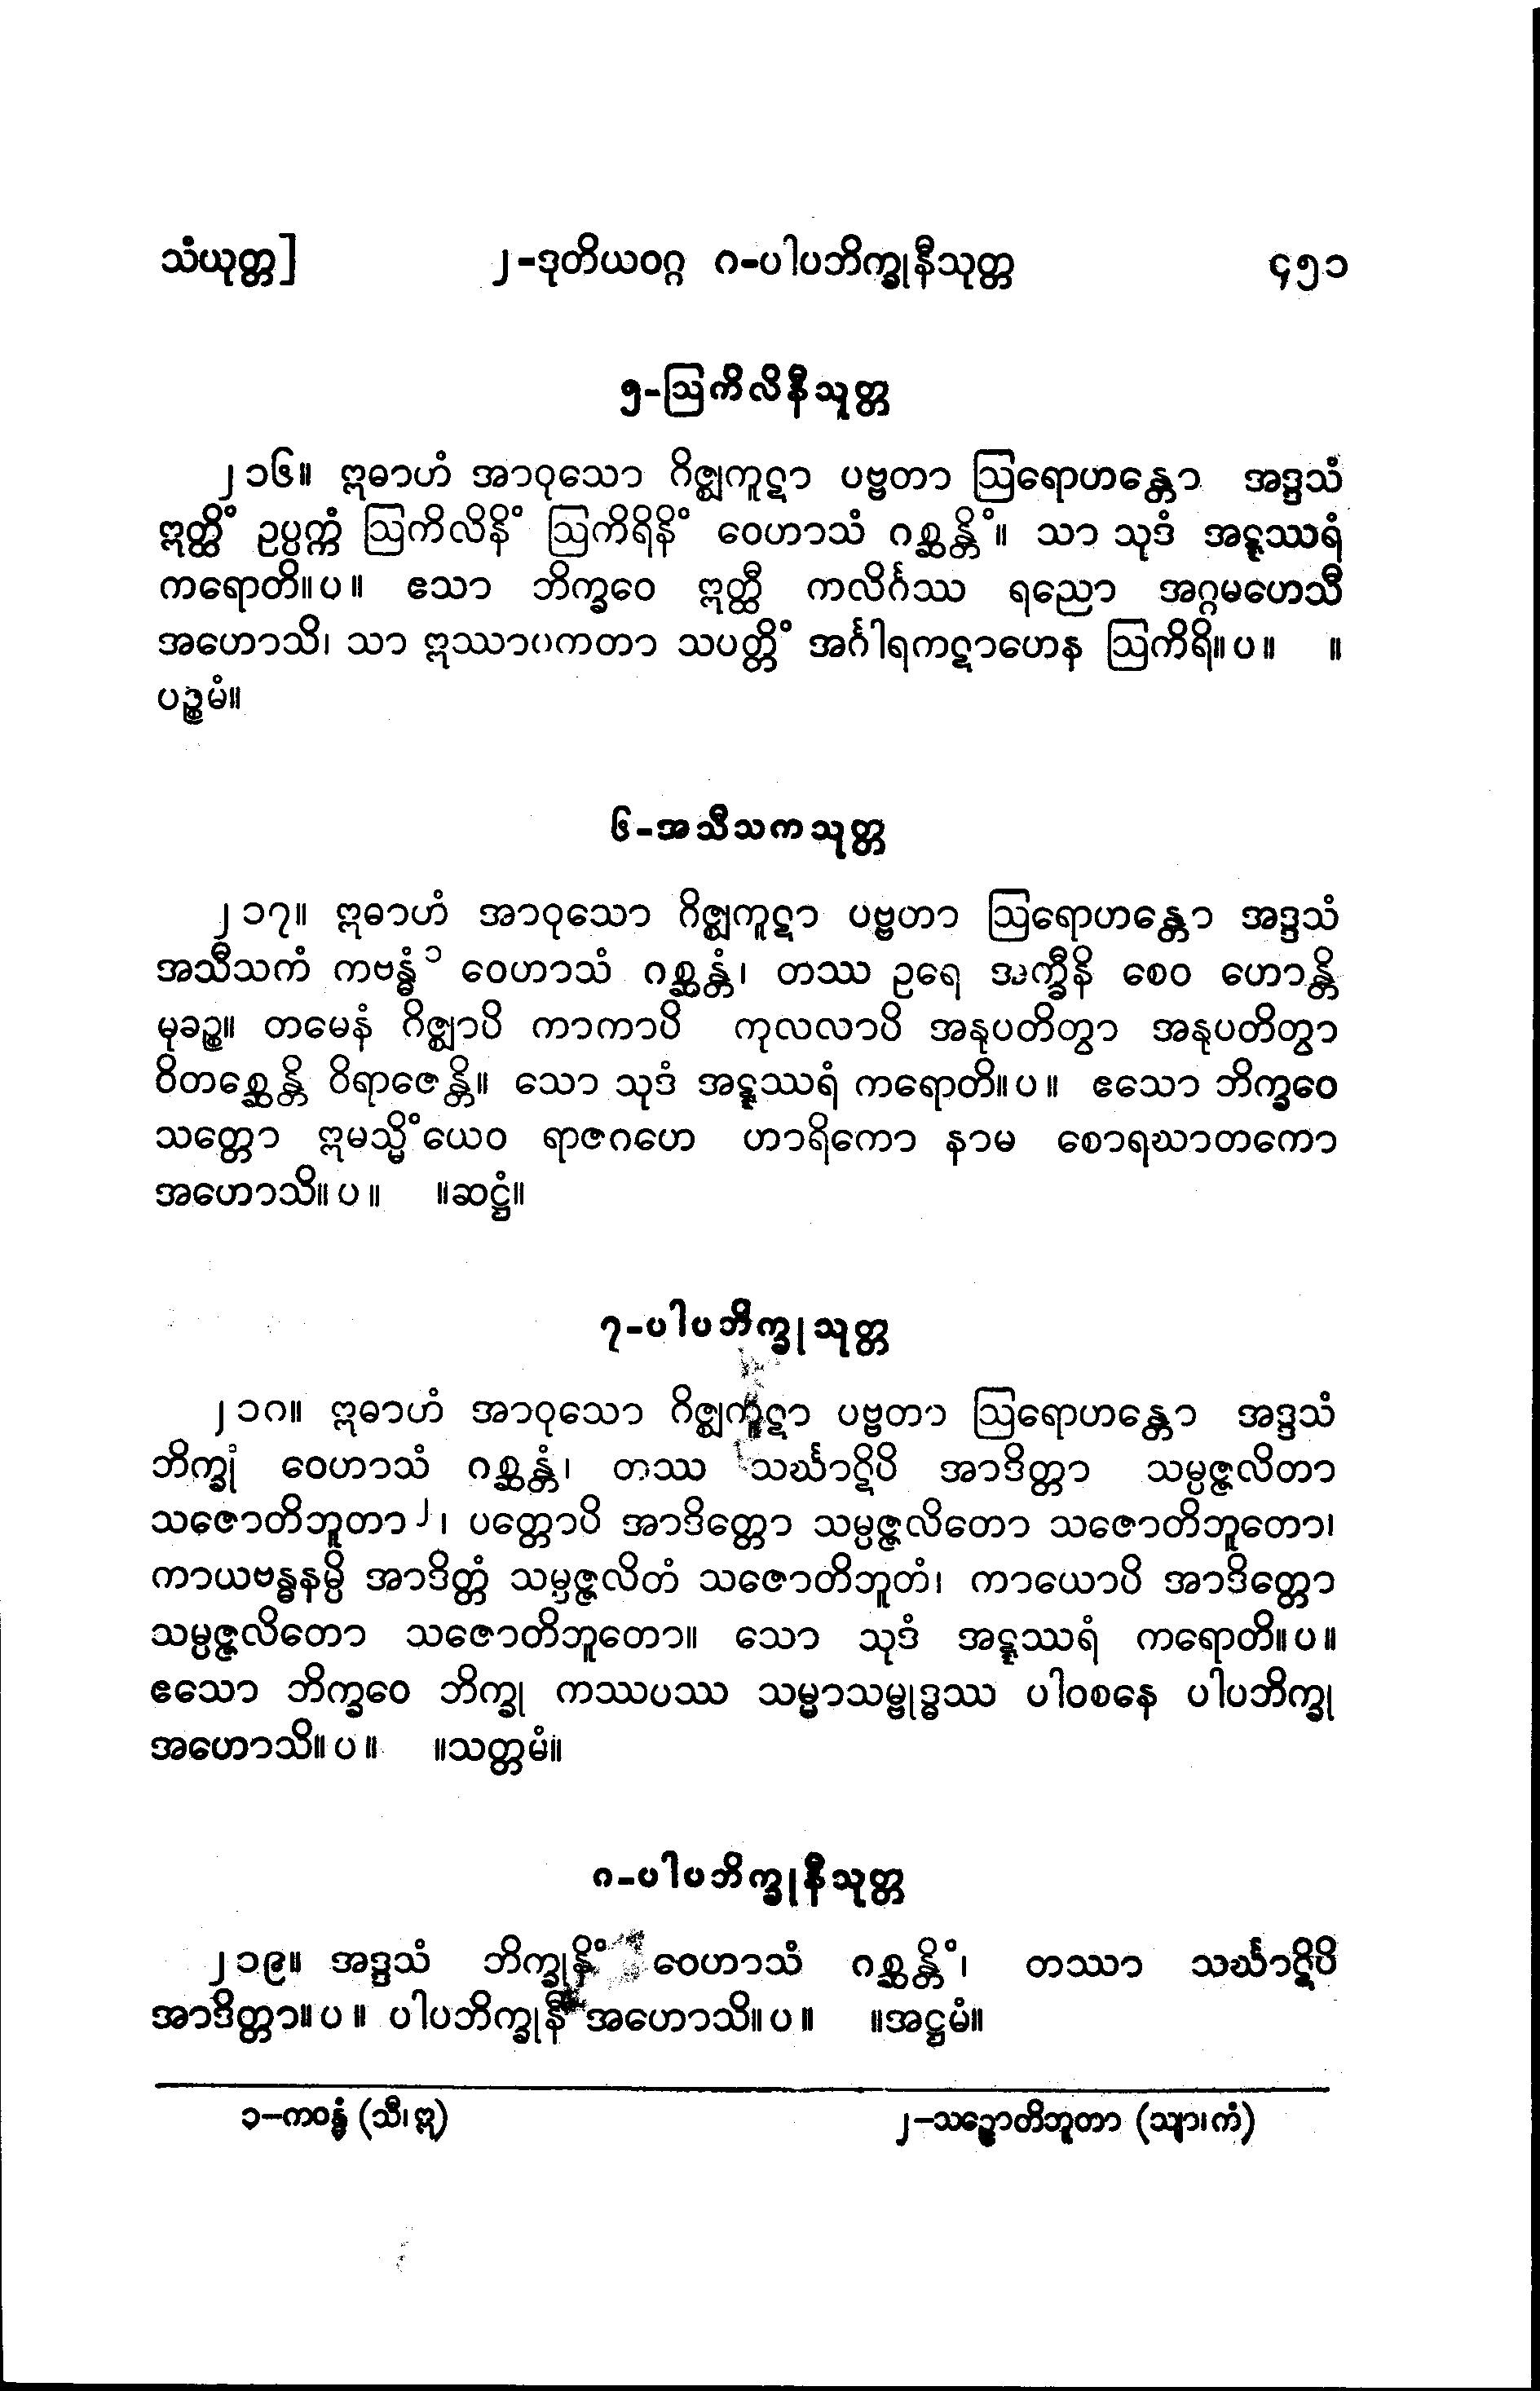 သံယုတ္တ] ၂-ဒုတိယဝဂ္ဂ ၈-ပါပဘိက္ခုနီသုတ္တ ၄၅၁
၅-ဩကိလိနီသုတ္တ
၂၁၆။ ဣဓာဟံ အာဝုသော ဂိဇ္ဈကူဋာ ပဗ္ဗတာ ဩရောဟန္တော အဒ္ဒသံ
ဣတ္ထိံ ဥပ္ပက္ကံ ဩကိလိနိံ ဩကိရိနိံ ဝေဟာသံ ဂစ္ဆန္တိံ။ သာ သုဒံ အဋ္ဋဿရံ
ကရောတိ။ ပ။ ဧသာ ဘိက္ခဝေ ဣတ္ထီ ကလိင်္ဂဿ ရညော အဂ္ဂမဟေသီ
အဟောသိ၊ သာ ဣဿာပကတာ သပတ္တိံ အင်္ဂါရကဋာဟေန ဩကိရိ။ ပ။ ။
ပဉ္စမံ။
၆-အသီသကသုတ္တ
၂၁၇။ ဣဓာဟံ အာဝုသော ဂိဇ္ဈကူဋာ ပဗ္ဗတာ ဩရောဟန္တော အဒ္ဒသံ
အသီသကံ ကဗန္ဓံ ၁ ဝေဟာသံ ဂစ္ဆန္တံ၊ တဿ ဥရေ အက္ခီနိ စေဝ ဟောန္တိ
မုခဉ္စ။ တမေနံ ဂိဇ္ဈာပိ ကာကာပိ ကုလလာပိ အနုပတိတွာ အနုပတိတွာ
ဝိတစ္ဆေန္တိ ဝိရာဇေန္တိ။ သော သုဒံ အဋ္ဋဿရံ ကရောတိ။ ပ။ ဧသော ဘိက္ခဝေ
သတ္တော ဣမသ္မိံယေဝ ရာဇဂဟေ ဟာရိကော နာမ စောရဃာတကော
အဟောသိ။ ပ။ ။ဆဋ္ဌံ။
၇-ပါပဘိက္ခုသုတ္တ
၂၁၈။ ဣဓာဟံ အာဝုသော ဂိဇ္ဈကူဋာ ပဗ္ဗတာ ဩရောဟန္တော အဒ္ဒသံ
ဘိက္ခုံ ဝေဟာသံ ဂစ္ဆန္တံ၊ တဿ သင်္ဃာဋိပိ အာဒိတ္တာ သမ္ပဇ္ဇလိတာ
သဇောတိဘူတာ ၂၊ ပတ္တောပိ အာဒိတ္တော သမ္ပဇ္ဇလိတော သဇောတိဘူတော၊
ကာယဗန္ဓနမ္ပိ အာဒိတ္တံ သမ္ပဇ္ဇလိတံ သဇောတိဘူတံ၊ ကာယောပိ အာဒိတ္တော
သမ္ပဇ္ဇလိတော သဇောတိဘူတော။ သော သုဒံ အဋ္ဋဿရံ ကရောတိ။ ပ။
ဧသော ဘိက္ခဝေ ဘိက္ခု ကဿပဿ သမ္မာသမ္ဗုဒ္ဓဿ ပါဝစနေ ပါပဘိက္ခု
အဟောသိ။ ပ။ ။သတ္တမံ။
၈-ပါပဘိက္ခုနီသုတ္တ
၂၁၉။ အဒ္ဒသံ ဘိက္ခုနိံ ဝေဟာသံ ဂစ္ဆန္တိံ၊ တဿာ သင်္ဃာဋိပိ
အာဒိတ္တာ။ ပ။ ပါပဘိက္ခုနီ အဟောသိ။ ပ။ ။အဋ္ဌမံ။
၁-ကဝန္ဓံ (သီ၊ ဣ) ၂-သဉ္ဇောတိဘူတာ (သျာ၊ ကံ)